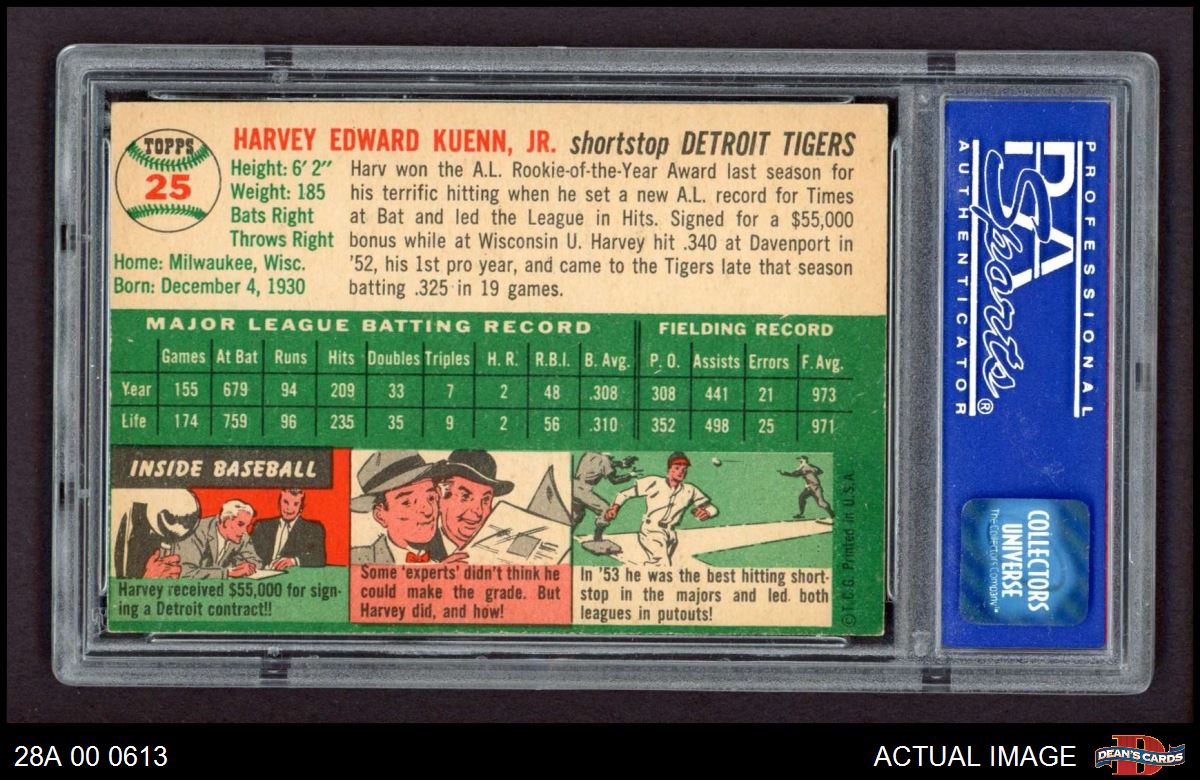 TOPPS
25
HARVEY EDWARD KUENN, JR. shortstop DETROIT TIGERS
Height: 6' 2"
Weight: 185
Bats Right
Throws Right
Home: Milwaukee, Wisc.
Born: December 4, 1930
Harv won the A.L. Rookie-of-the-Year Award last season for
his terrific hitting when he set a new A.L. record for Times
at Bat and led the League in Hits. Signed for a $55,000
bonus while at Wisconsin U. Harvey hit .340 at Davenport in
'52, his 1st pro year, and came to the Tigers late that season
batting .325 in 19 games.
MAJOR LEAGUE BATTING RECORD FIELDING RECORD
Games At Bat Runs Hits Doubles Triples H. R. R.B.I. B. Avg. P. O. Assists Errors F. Avg.
Year 155 679 94 209 33 7 2 48 .308 308 441 21 973
Life 174 759 96 235 35 9 2 56 .310 352 498 25 971
INSIDE BASEBALL
Harvey received $55,000 for sign-
ing a Detroit contract!!
Some 'experts' didn't think he
could make the grade. But
Harvey did, and how!
In '53 he was the best hitting short-
stop in the majors and led both
leagues in putouts!
© T. C. G. Printed in U. S. A.
PROFESSIONAL
PSA
Sports®
AUTHENTICATOR
COLLECTORS
UNIVERSE
The Collectors Company™
28A 00 0613
ACTUAL IMAGE
D
DEAN'S CARDS